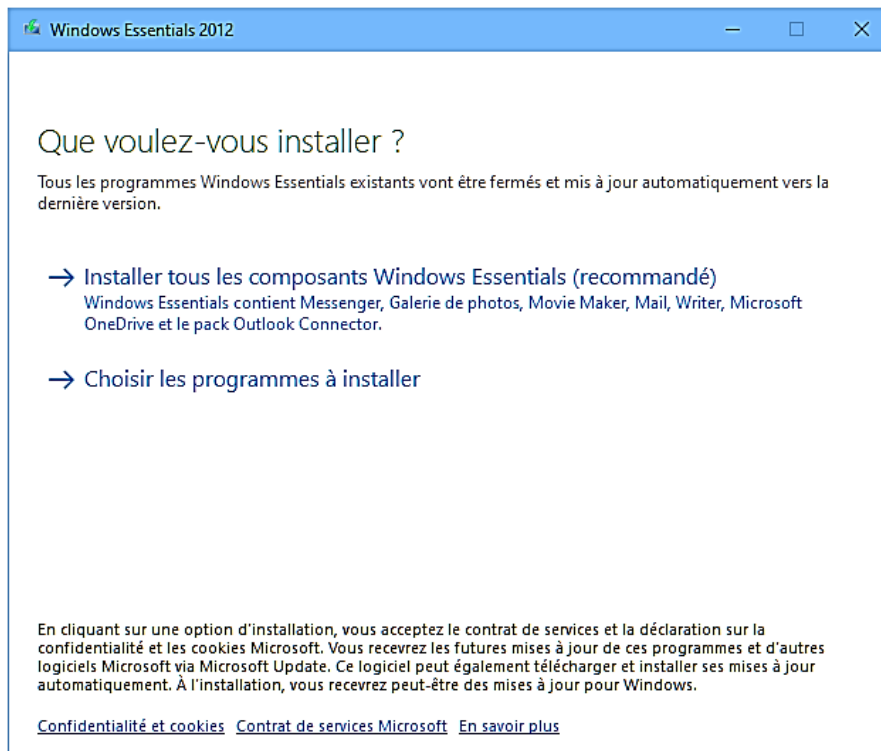 Windows Essentials 2012
Que voulez-vous installer ?
Tous les programmes Windows Essentials existants vont être fermés et mis à jour automatiquement vers la
dernière version.
Installer tous les composants Windows Essentials (recommandé)
Windows Essentials contient Messenger, Galerie de photos, Movie Maker, Mail, Writer, Microsoft
OneDrive et le pack Outlook Connector.
Choisir les programmes à installer
En cliquant sur une option d'installation, vous acceptez le contrat de services et la déclaration sur la
confidentialité et les cookies Microsoft. Vous recevrez les futures mises à jour de ces programmes et d'autres
logiciels Microsoft via Microsoft Update. Ce logiciel peut également télécharger et installer ses mises à jour
automatiquement. À l'installation, vous recevrez peut-être des mises à jour pour Windows.
Confidentialité et cookies Contrat de services Microsoft En savoir plus